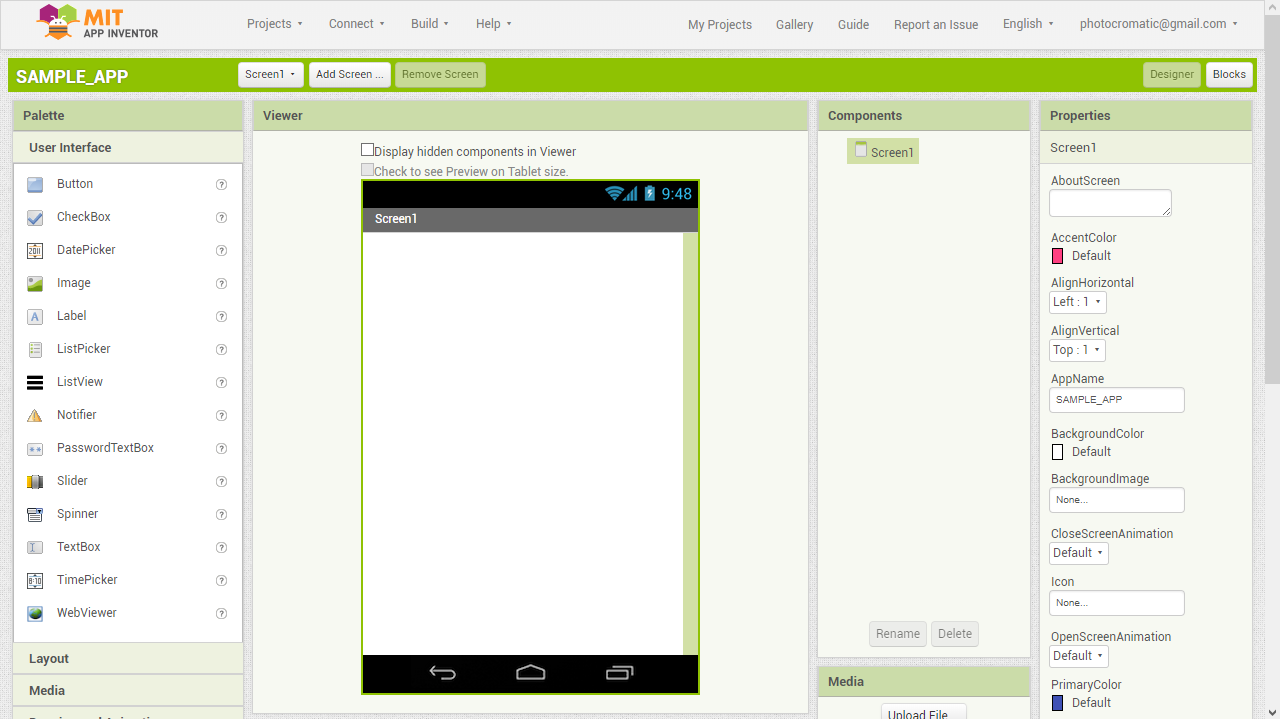 MIT
APP INVENTOR
Projects
Connect
Build
Help
My Projects
Gallery
Guide
Report an Issue
English
photocromatic@gmail.com
SAMPLE_APP
Screen1
Add Screen ...
Remove Screen
Designer
Blocks
Palette
User Interface
Button
?
CheckBox
?
DatePicker
?
Image
?
Label
?
ListPicker
?
ListView
?
Notifier
?
PasswordTextBox
?
Slider
?
Spinner
?
TextBox
?
TimePicker
?
WebViewer
?
Layout
Media
Viewer
Display hidden components in Viewer
Check to see Preview on Tablet size.
9:48
Screen1
Components
Screen1
Rename
Delete
Media
Upload File ...
Properties
Screen1
AboutScreen
AccentColor
Default
AlignHorizontal
Left : 1
AlignVertical
Top : 1
AppName
SAMPLE_APP
BackgroundColor
Default
BackgroundImage
None...
CloseScreenAnimation
Default
Icon
None...
OpenScreenAnimation
Default
PrimaryColor
Default